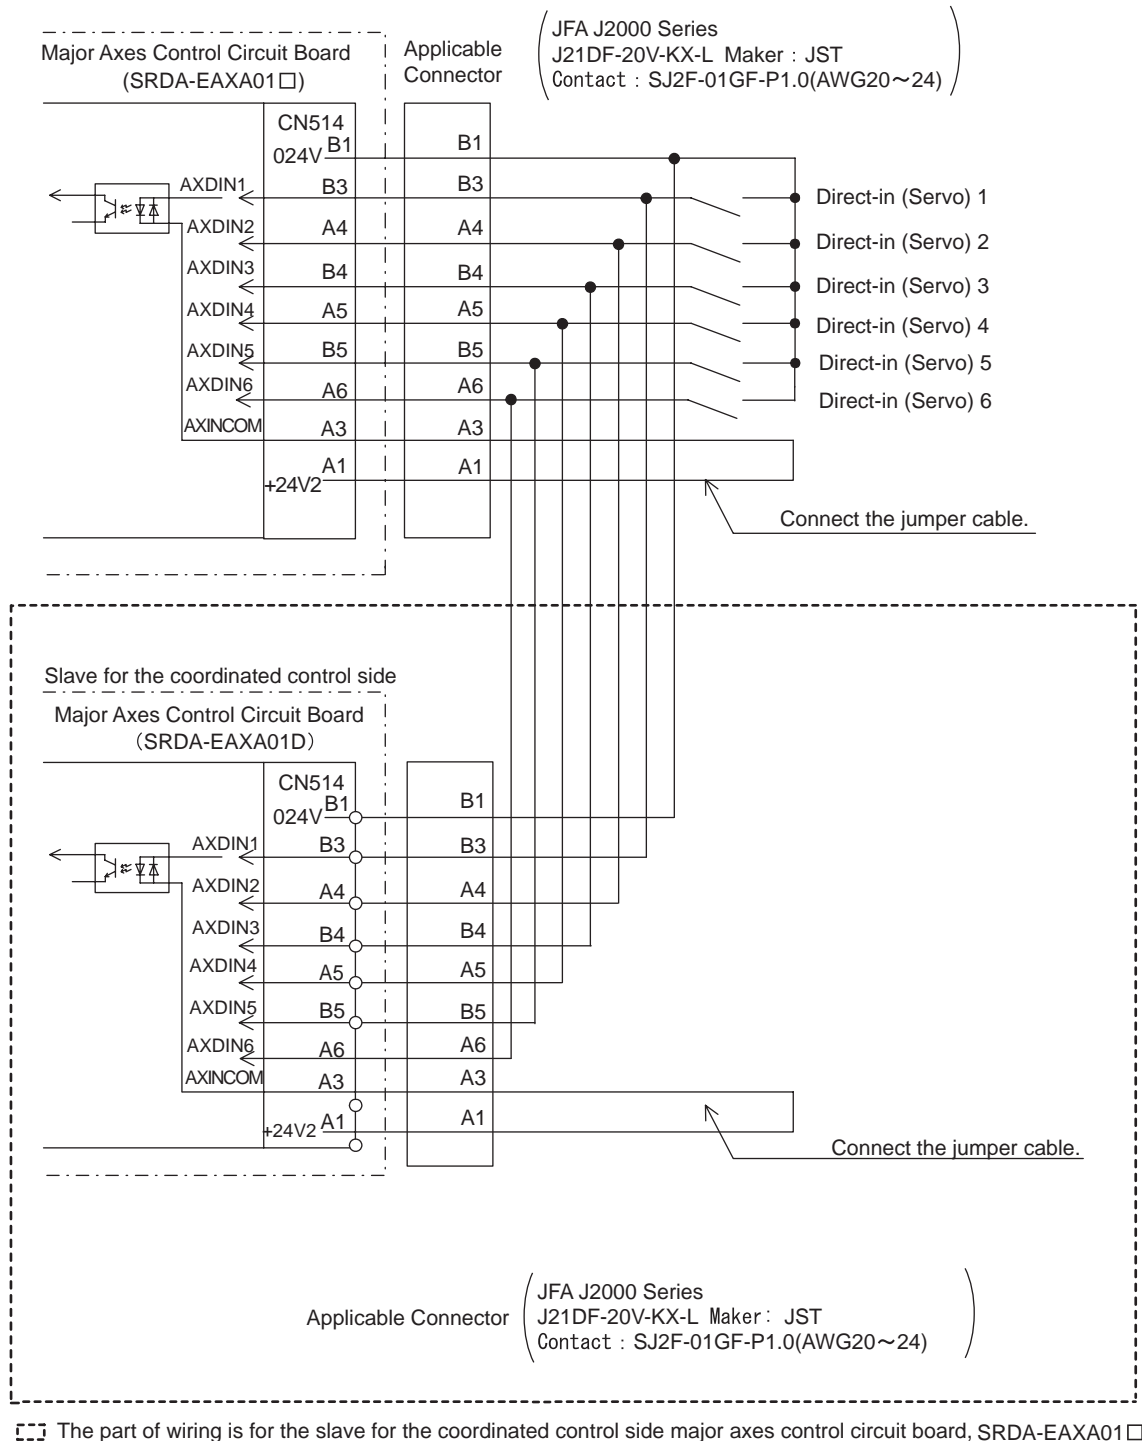 Major Axes Control Circuit Board
(SRDA-EAXA01□)
Applicable
Connector
JFA J2000 Series
J21DF-20V-KX-L Maker : JST
Contact : SJ2F-01GF-P1.0(AWG20～24)
CN514
024V B1 B1
AXDIN1 B3 B3 Direct-in (Servo) 1
AXDIN2 A4 A4 Direct-in (Servo) 2
AXDIN3 B4 B4 Direct-in (Servo) 3
AXDIN4 A5 A5 Direct-in (Servo) 4
AXDIN5 B5 B5 Direct-in (Servo) 5
AXDIN6 A6 A6 Direct-in (Servo) 6
AXINCOM A3 A3
+24V2 A1 A1
Connect the jumper cable.
Slave for the coordinated control side
Major Axes Control Circuit Board
（SRDA-EAXA01D）
CN514
024V B1 B1
AXDIN1 B3 B3
AXDIN2 A4 A4
AXDIN3 B4 B4
AXDIN4 A5 A5
AXDIN5 B5 B5
AXDIN6 A6 A6
AXINCOM A3 A3
+24V2 A1 A1
Connect the jumper cable.
Applicable Connector
JFA J2000 Series
J21DF-20V-KX-L Maker： JST
Contact : SJ2F-01GF-P1.0(AWG20～24)
The part of wiring is for the slave for the coordinated control side major axes control circuit board, SRDA-EAXA01□